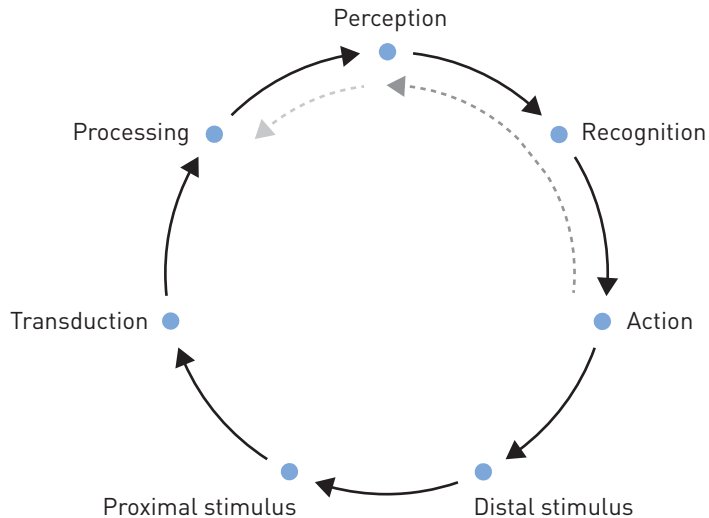 Perception
Processing
Recognition
Transduction
Action
Proximal stimulus
Distal stimulus